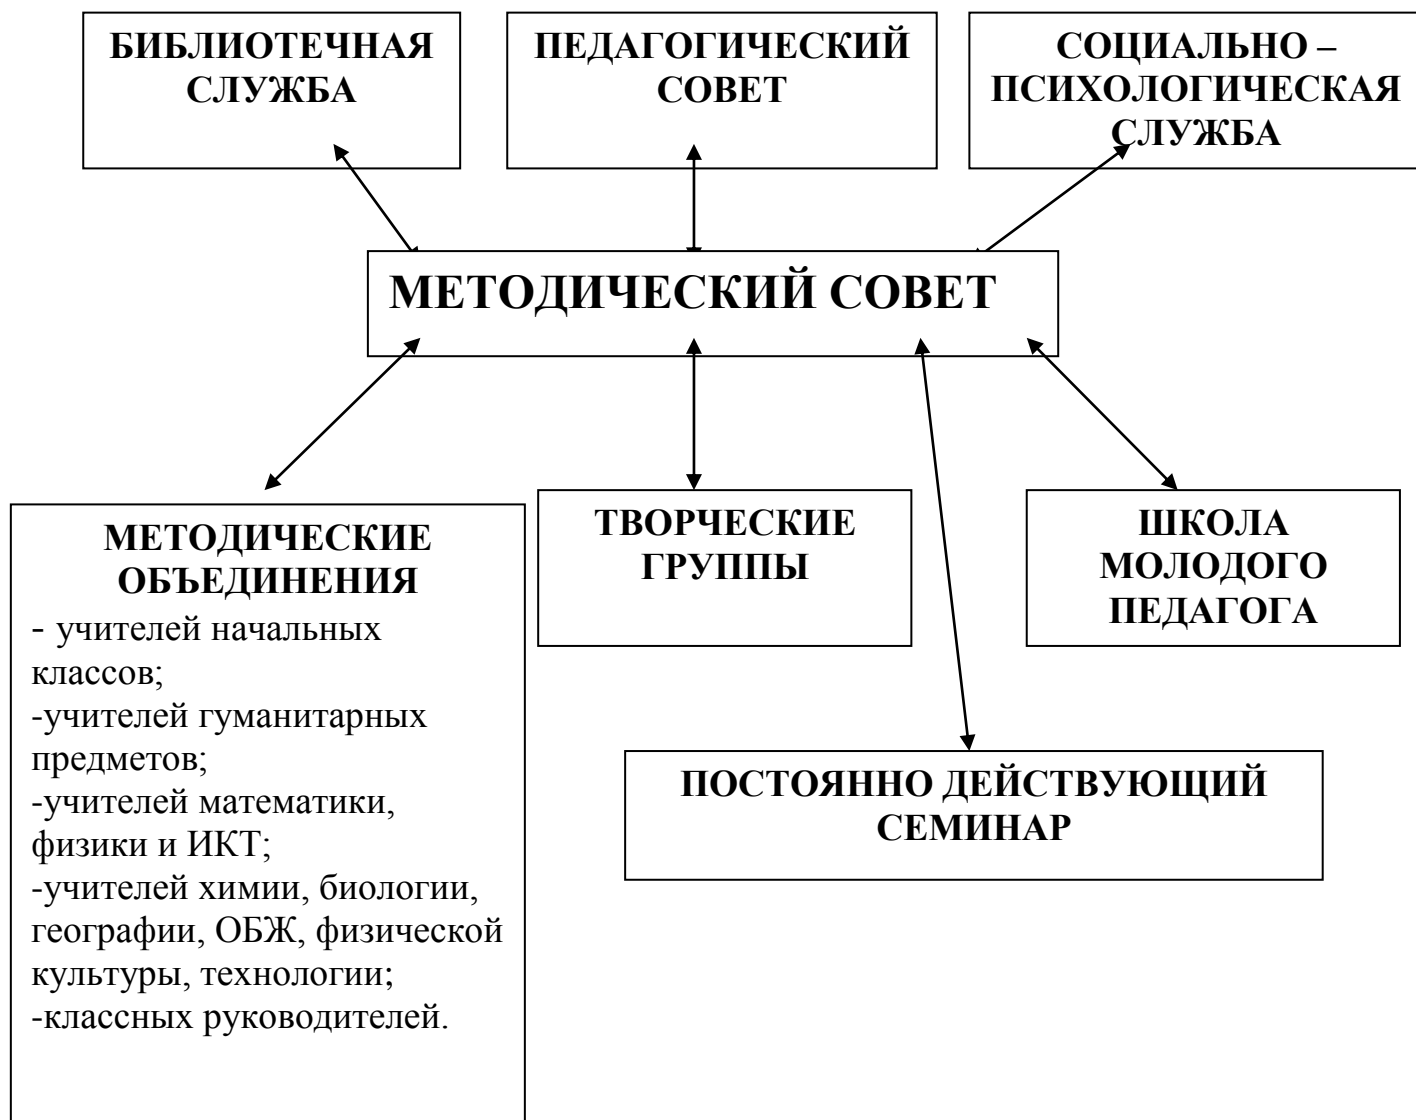 БИБЛИОТЕЧНАЯ
СЛУЖБА
ПЕДАГОГИЧЕСКИЙ
СОВЕТ
СОЦИАЛЬНО –
ПСИХОЛОГИЧЕСКАЯ
СЛУЖБА
МЕТОДИЧЕСКИЙ СОВЕТ
МЕТОДИЧЕСКИЕ
ОБЪЕДИНЕНИЯ
- учителей начальных
классов;
-учителей гуманитарных
предметов;
-учителей математики,
физики и ИКТ;
-учителей химии, биологии,
географии, ОБЖ, физической
культуры, технологии;
-классных руководителей.
ТВОРЧЕСКИЕ
ГРУППЫ
ШКОЛА
МОЛОДОГО
ПЕДАГОГА
ПОСТОЯННО ДЕЙСТВУЮЩИЙ
СЕМИНАР